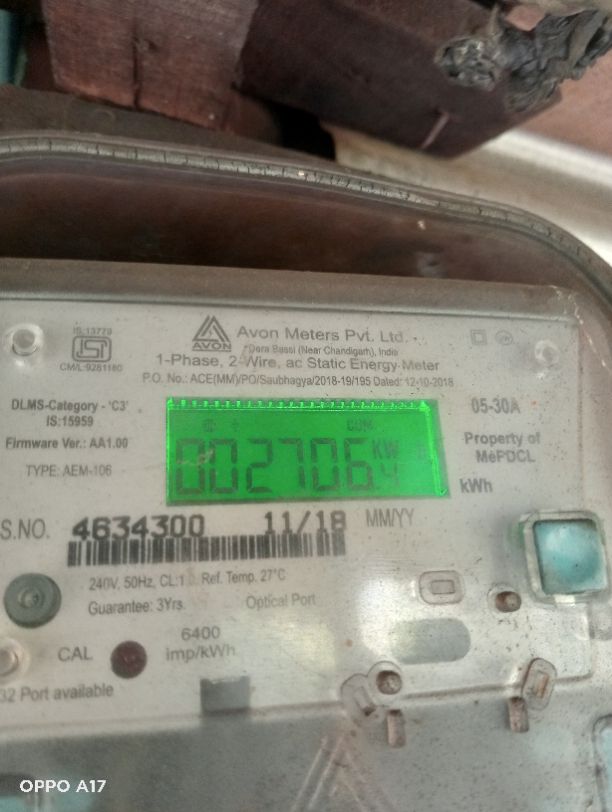 IS:13779
ISI
CM/L:9281180
AVON
Avon Meters Pvt. Ltd.
Dera Bassi (Near Chandigarh), India
1-Phase, 2-Wire, ac Static Energy Meter
P.O. No.: ACE(MM)/PO/Saubhagya/2018-19/195 Dated: 12-10-2018
DLMS-Category - 'C3'
IS:15959
Firmware Ver.: AA1.00
TYPE: AEM-106
COM
002706.4
KW
05-30A
Property of
MePDCL
kWh
S.NO. 4634300 11/18 MM/YY
240V, 50Hz, CL:1 Ref. Temp. 27°C
Guarantee: 3Yrs. Optical Port
CAL
6400
imp/kWh
32 Port available
OPPO A17